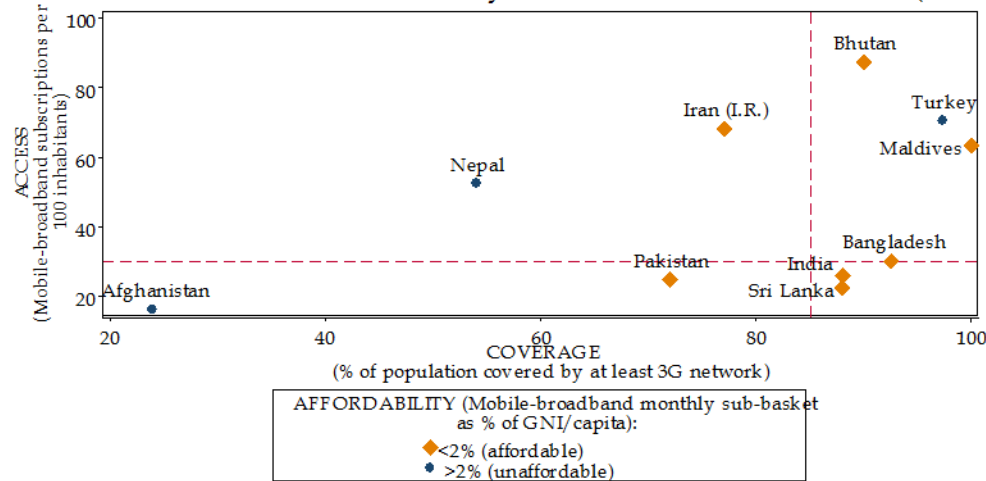 100
80
60
40
20
ACCESS
(Mobile-broadband subscriptions per
100 inhabitants)
Bhutan
Turkey
Iran (I.R.)
Maldives
Nepal
Bangladesh
Pakistan
India
Sri Lanka
Afghanistan
20 40 60 80 100
COVERAGE
(% of population covered by at least 3G network)
AFFORDABILITY (Mobile-broadband monthly sub-basket
as % of GNI/capita):
<2% (affordable)
>2% (unaffordable)